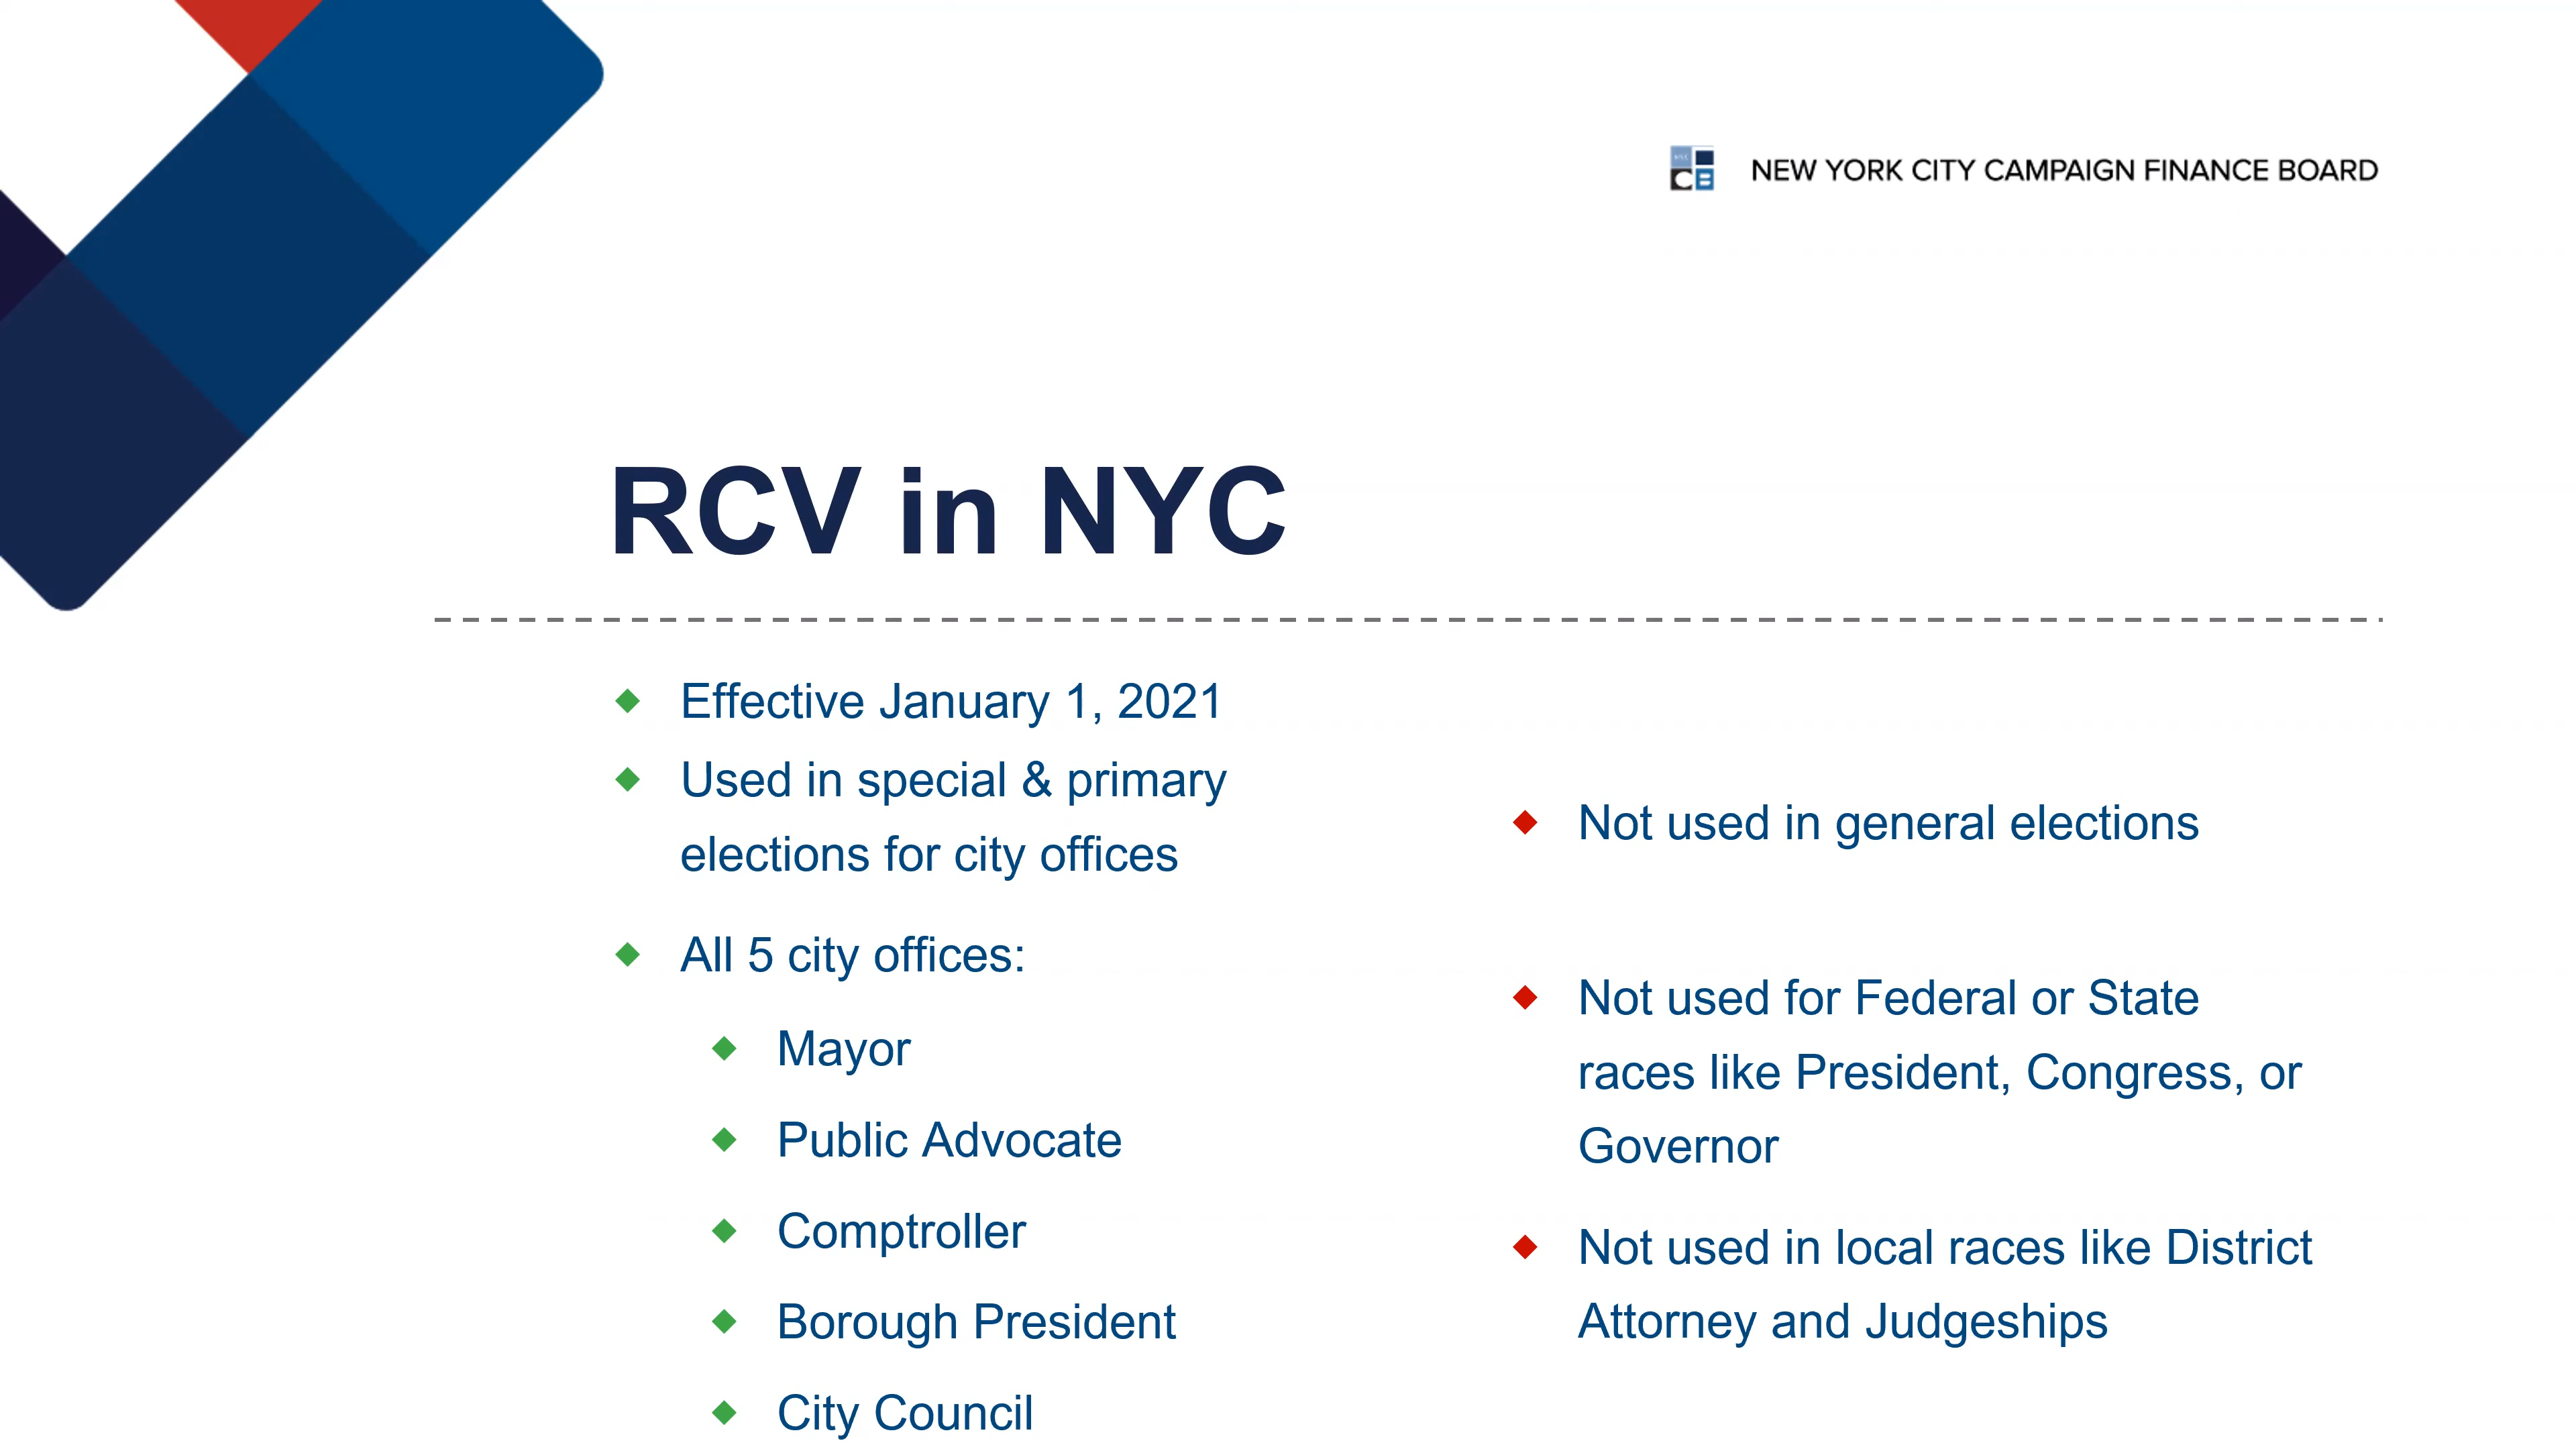 NYC
CB
NEW YORK CITY CAMPAIGN FINANCE BOARD
RCV in NYC
Effective January 1, 2021
Used in special & primary
elections for city offices
All 5 city offices:
Mayor
Public Advocate
Comptroller
Borough President
City Council
Not used in general elections
Not used for Federal or State
races like President, Congress, or
Governor
Not used in local races like District
Attorney and Judgeships